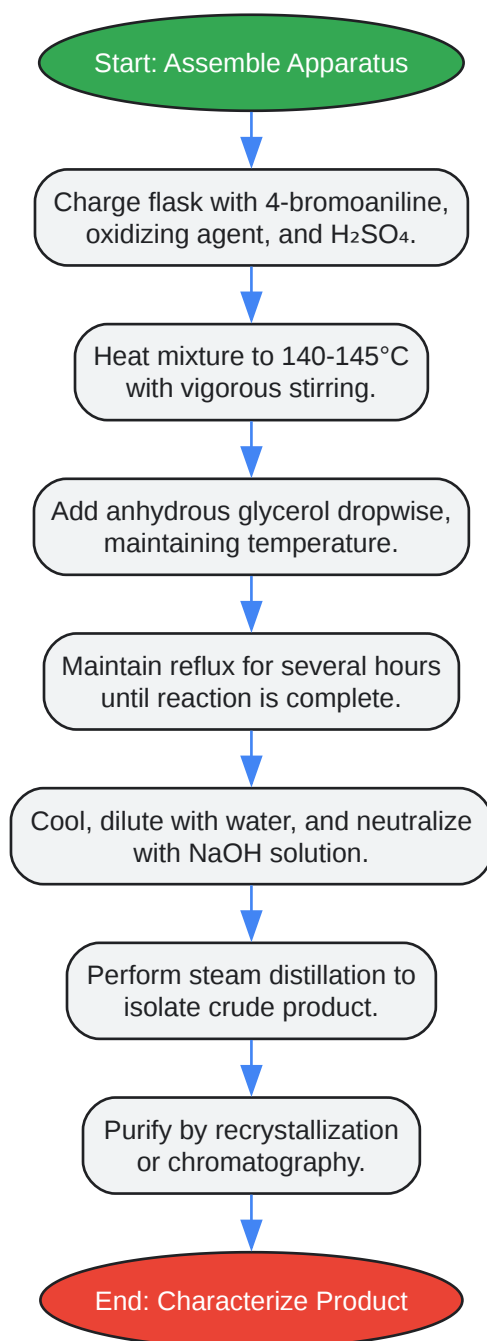 Start: Assemble Apparatus
Charge flask with 4-bromoaniline,
oxidizing agent, and H₂SO₄.
Heat mixture to 140-145°C
with vigorous stirring.
Add anhydrous glycerol dropwise,
maintaining temperature.
Maintain reflux for several hours
until reaction is complete.
Cool, dilute with water, and neutralize
with NaOH solution.
Perform steam distillation to
isolate crude product.
Purify by recrystallization
or chromatography.
End: Characterize Product